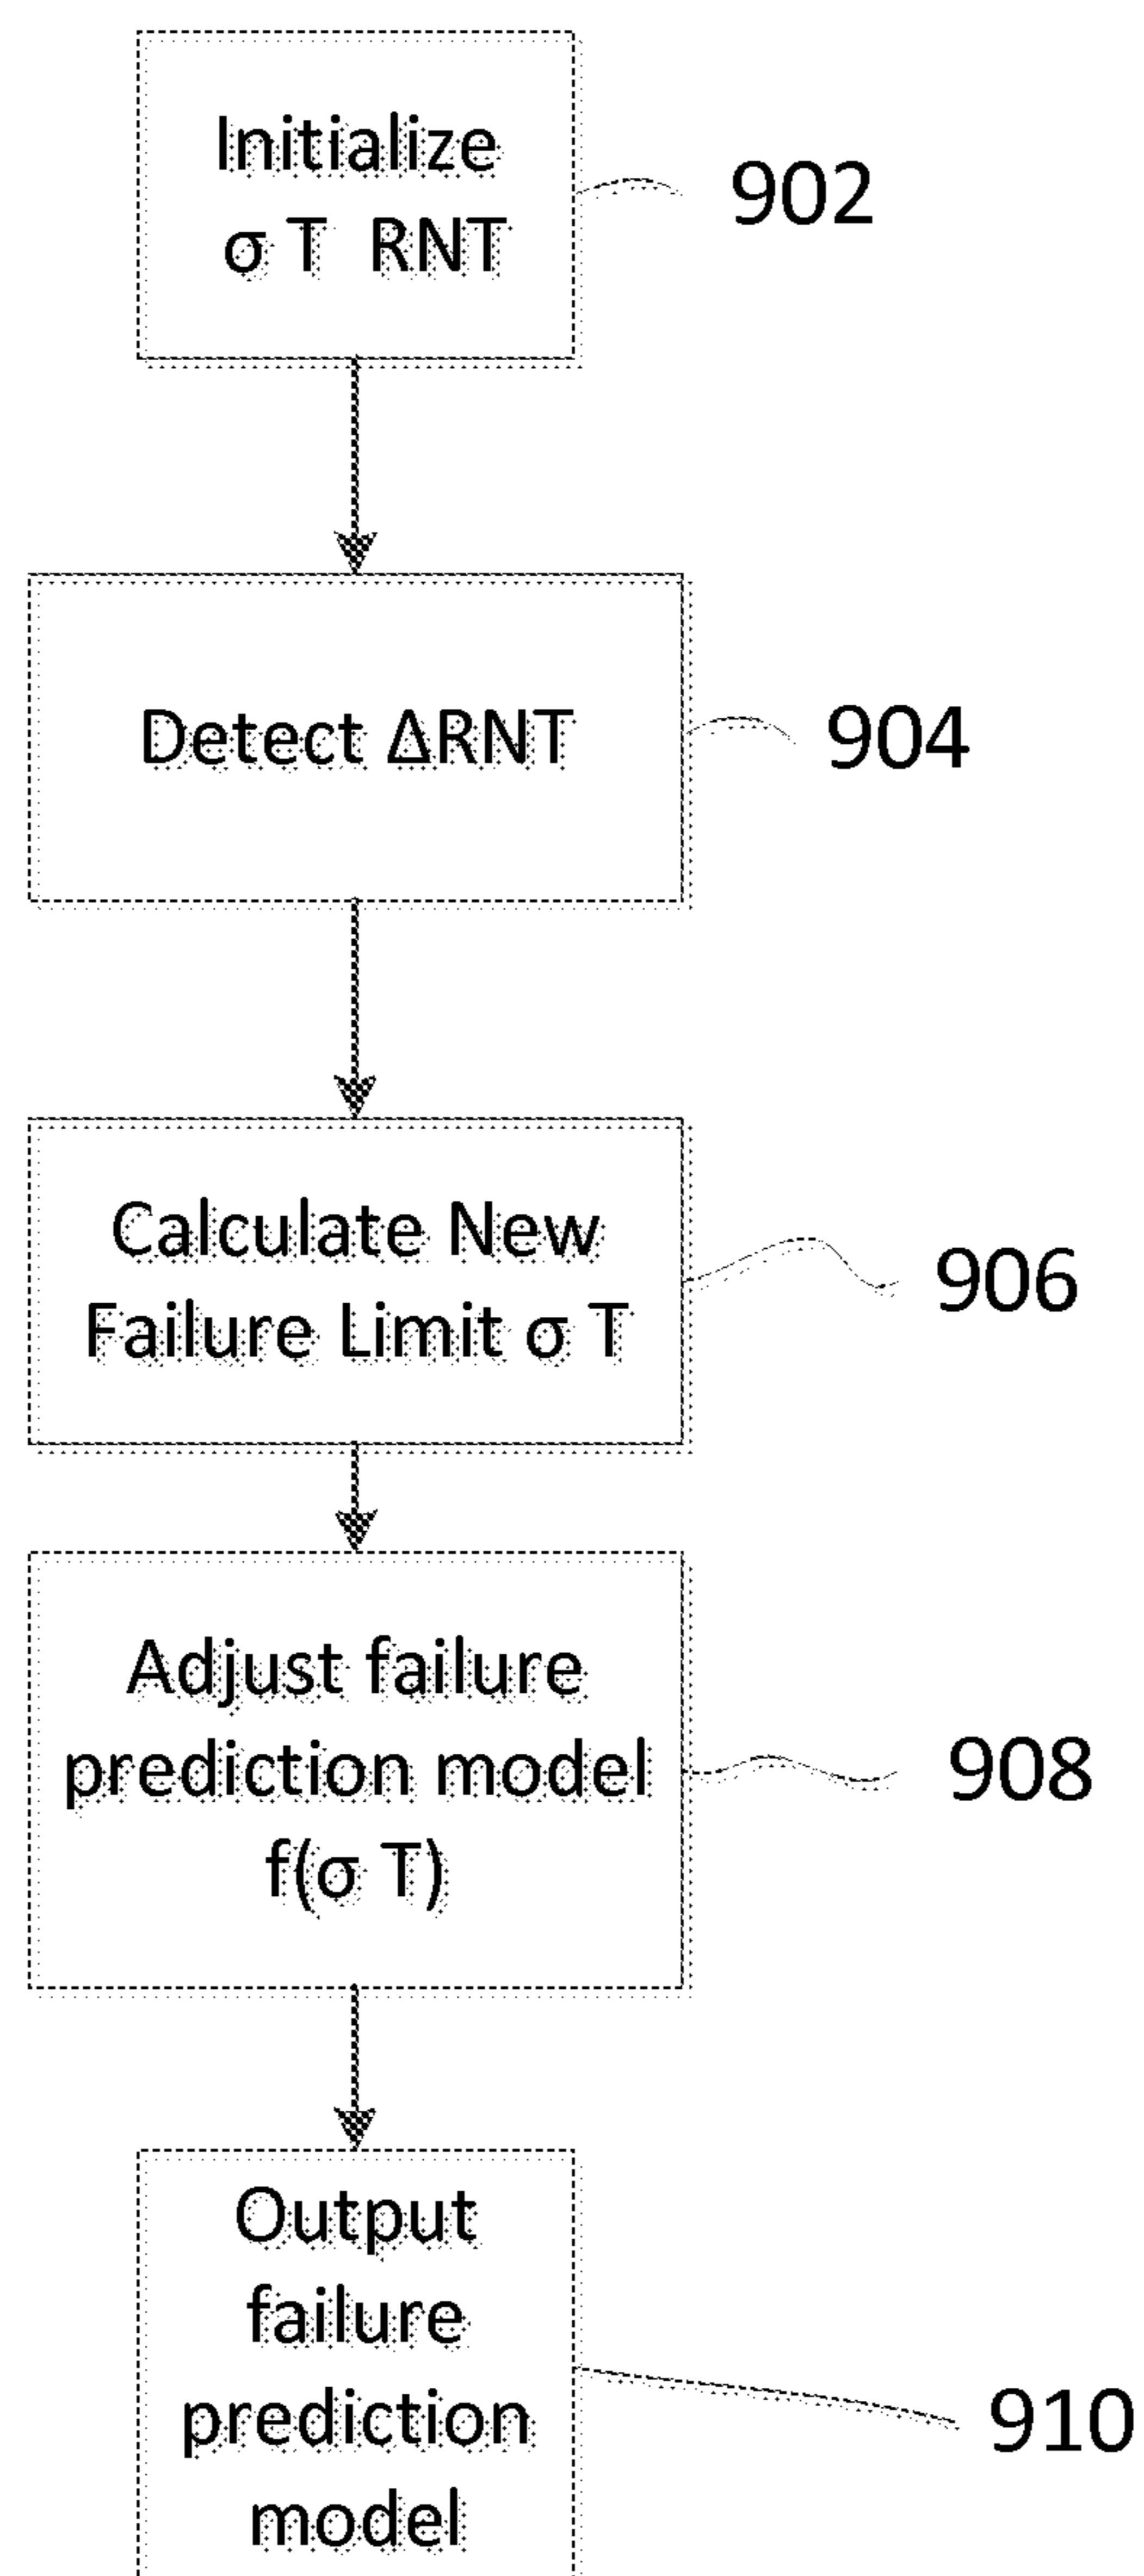 Initialize
σ T RNT
902
Detect ΔRNT
904
Calculate New
Failure Limit σ T
906
Adjust failure
prediction model
f(σ T)
908
Output
failure
prediction
model
910